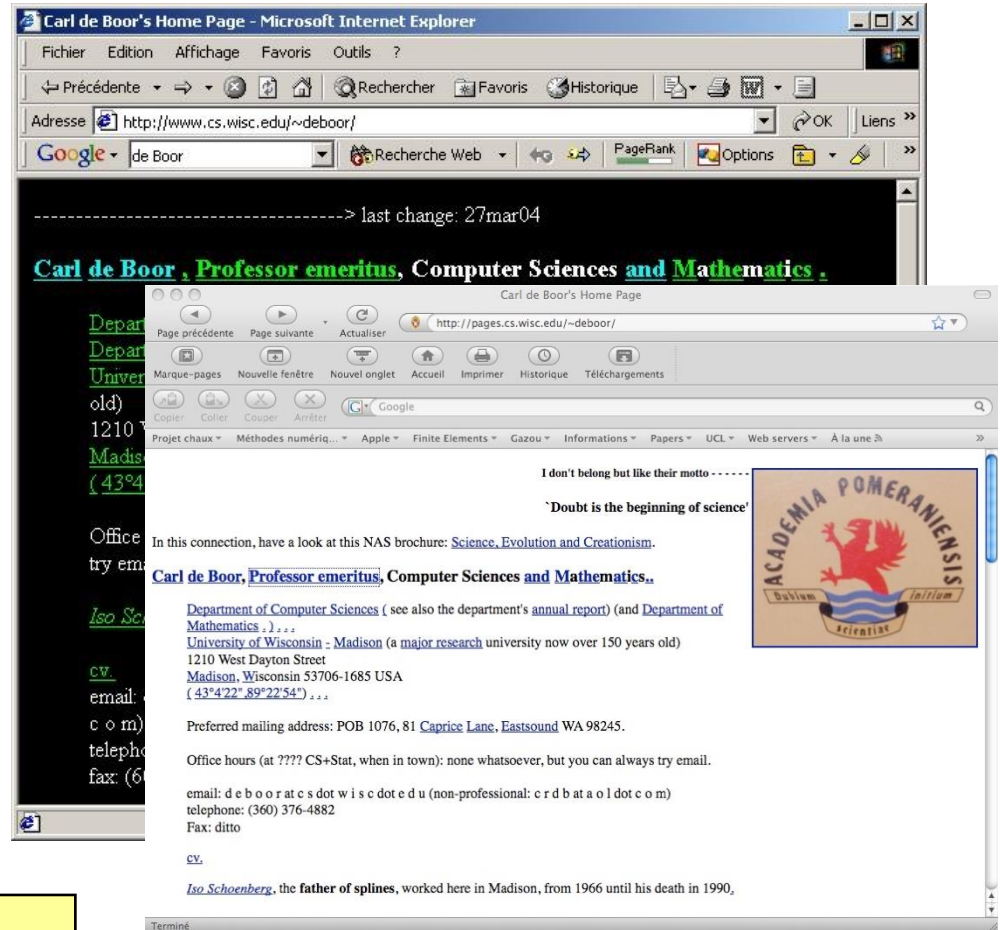 Carl de Boor's Home Page - Microsoft Internet Explorer
Fichier Edition Affichage Favoris Outils ?
Précédente Rechercher Favoris Historique
Adresse http://www.cs.wisc.edu/~deboor/ OK Liens »
Google de Boor Recherche Web PageRank Options »
-------------------------------------> last change: 27mar04
Carl de Boor , Professor emeritus, Computer Sciences and Mathematics .
Depart
Depart
Univer
old)
1210
Madis
( 43°4
Office
try ema
Iso Sc
cv.
email:
c o m)
telepho
fax: (6
Carl de Boor's Home Page
Page précédente Page suivante Actualiser http://pages.cs.wisc.edu/~deboor/
Marque-pages Nouvelle fenêtre Nouvel onglet Accueil Imprimer Historique Téléchargements
Copier Coller Couper Arrêter G Google
Projet chaux Méthodes numériq... Apple Finite Elements Gazou Informations Papers UCL Web servers À la une »
I don't belong but like their motto - - - - - -
`Doubt is the beginning of science'
ACADEMIA POMERANIENSIS
Dubium initium
scientiae
In this connection, have a look at this NAS brochure: Science, Evolution and Creationism.
Carl de Boor, Professor emeritus, Computer Sciences and Mathematics..
Department of Computer Sciences ( see also the department's annual report) (and Department of
Mathematics . ) . . .
University of Wisconsin - Madison (a major research university now over 150 years old)
1210 West Dayton Street
Madison, Wisconsin 53706-1685 USA
( 43°4'22",89°22'54") . . .
Preferred mailing address: POB 1076, 81 Caprice Lane, Eastsound WA 98245.
Office hours (at ???? CS+Stat, when in town): none whatsoever, but you can always try email.
email: d e b o o r at c s dot w i s c dot e d u (non-professional: c r d b at a o l dot c o m)
telephone: (360) 376-4882
Fax: ditto
cv.
Iso Schoenberg, the father of splines, worked here in Madison, from 1966 until his death in 1990.
Terminé